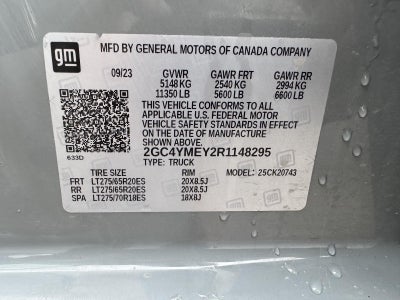 gm
MFD BY GENERAL MOTORS OF CANADA COMPANY
09/23 GVWR GAWR FRT GAWR RR
5148 KG 2540 KG 2994 KG
11350 LB 5600 LB 6600 LB
THIS VEHICLE CONFORMS TO ALL
APPLICABLE U.S. FEDERAL MOTOR
VEHICLE SAFETY STANDARDS IN EFFECT
ON THE DATE OF MANUFACTURE
SHOWN ABOVE.
2GC4YMEY2R1148295
633D
TYPE: TRUCK
TIRE SIZE RIM MODEL: 25CK20743
FRT LT275/65R20ES 20X8.5J
RR LT275/65R20ES 20X8.5J
SPA LT275/70R18ES 18X8J